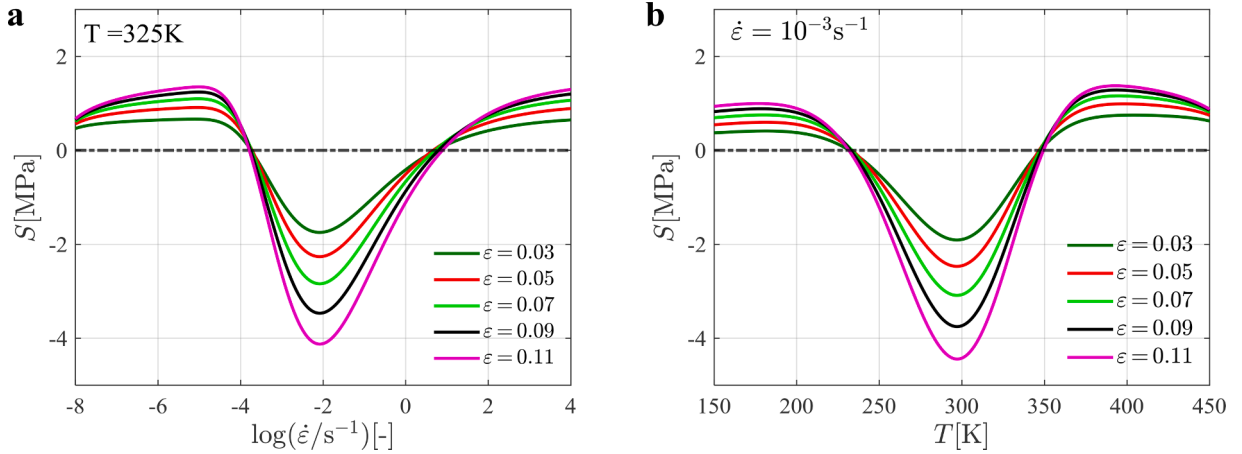 a
T =325K
2
0
-2
-4
S[MPa]
ε = 0.03
ε = 0.05
ε = 0.07
ε = 0.09
ε = 0.11
-8 -6 -4 -2 0 2 4
log(ε̇/s⁻¹)[-]
b
ε̇ = 10⁻³s⁻¹
2
0
-2
-4
S[MPa]
ε = 0.03
ε = 0.05
ε = 0.07
ε = 0.09
ε = 0.11
150 200 250 300 350 400 450
T[K]